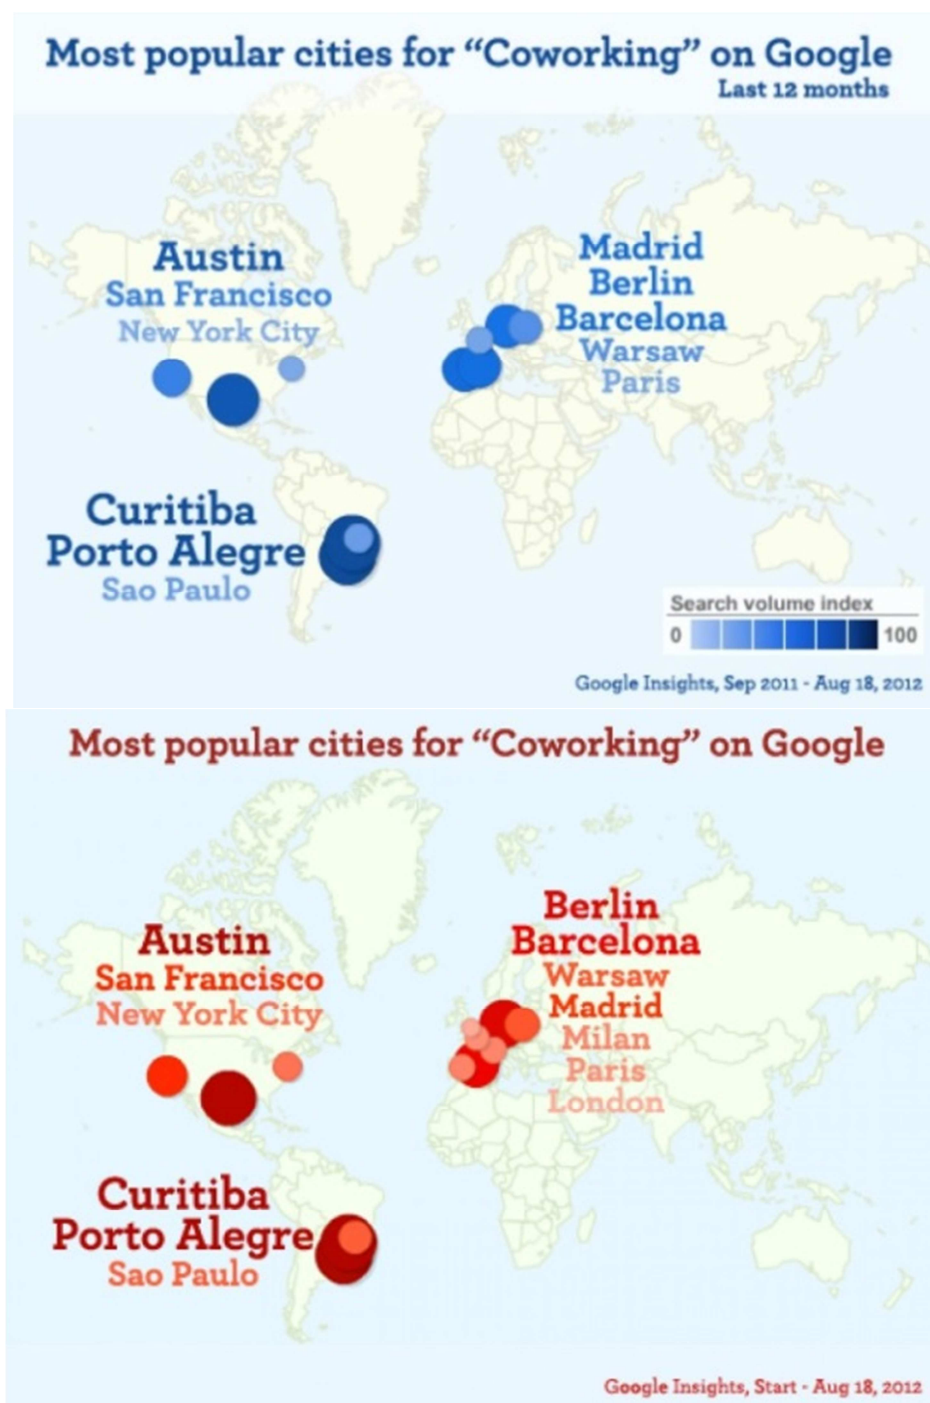 Most popular cities for “Coworking” on Google
Last 12 months
Austin
San Francisco
New York City
Madrid
Berlin
Barcelona
Warsaw
Paris
Curitiba
Porto Alegre
Sao Paulo
Search volume index
0 100
Google Insights, Sep 2011 - Aug 18, 2012
Most popular cities for “Coworking” on Google
Austin
San Francisco
New York City
Berlin
Barcelona
Warsaw
Madrid
Milan
Paris
London
Curitiba
Porto Alegre
Sao Paulo
Google Insights, Start - Aug 18, 2012